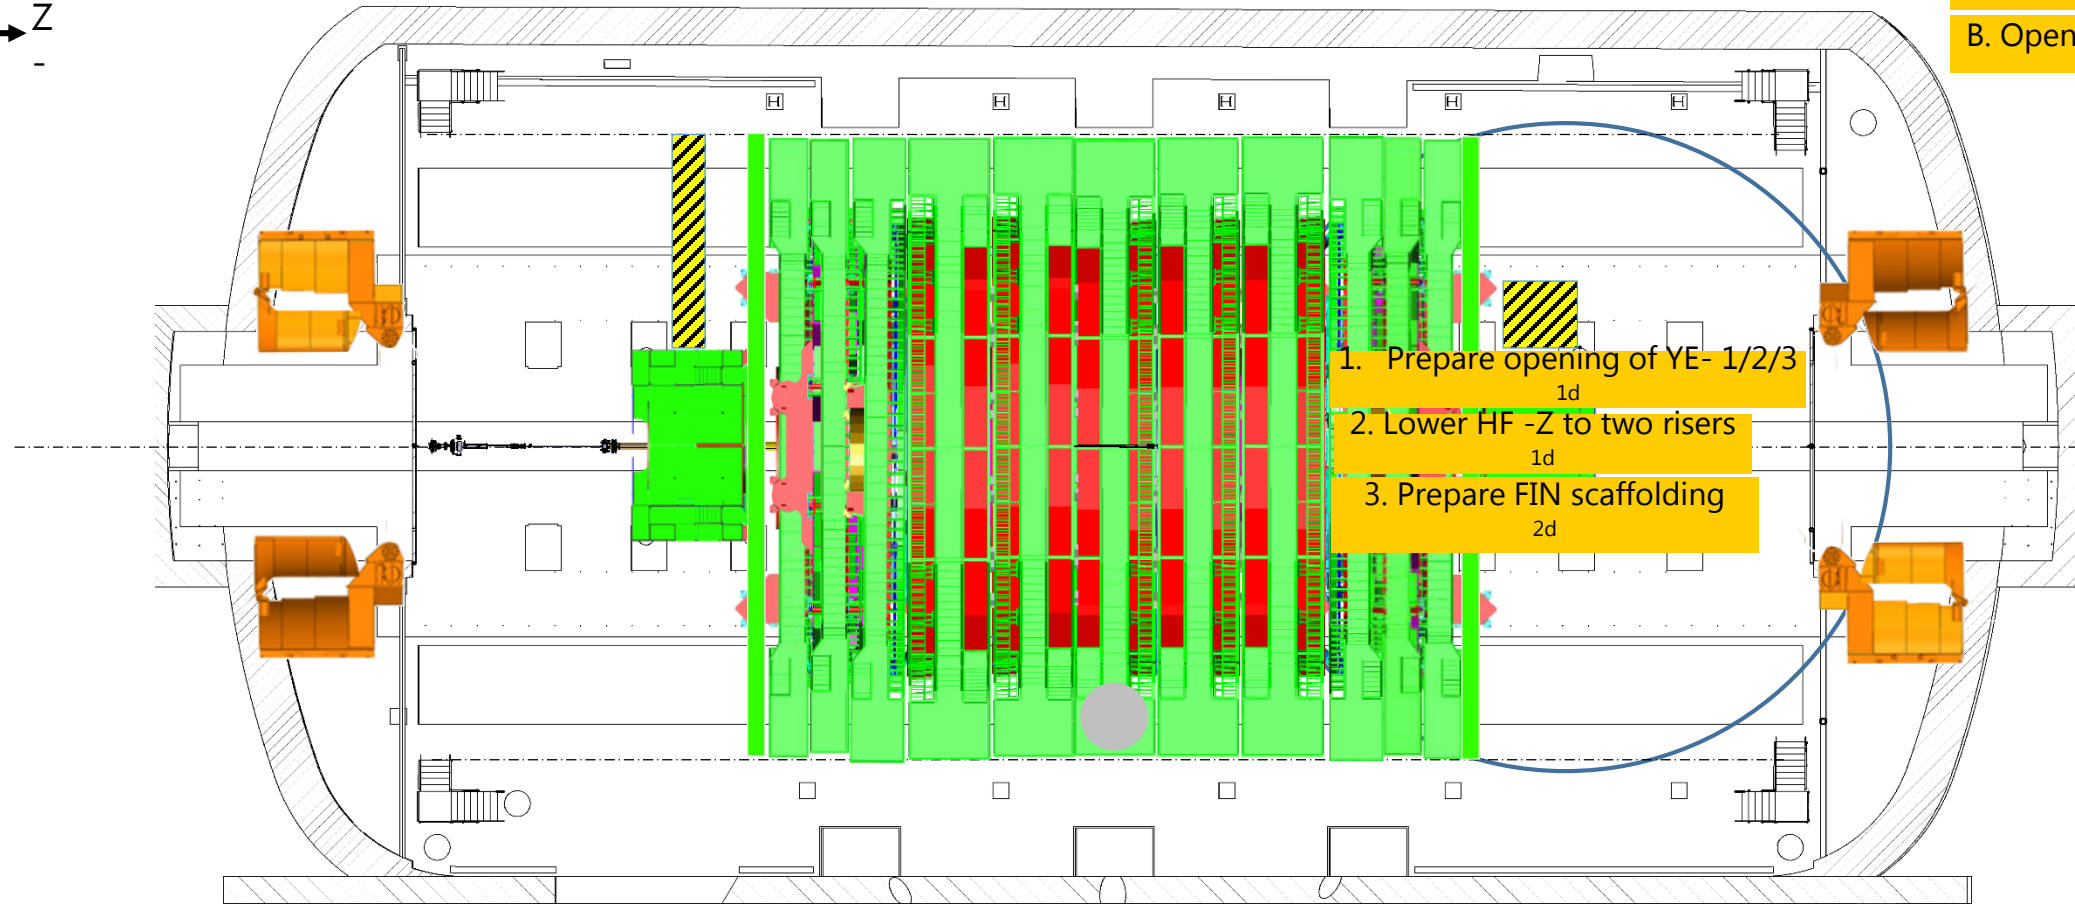 Z
-
B. Open
1. Prepare opening of YE- 1/2/3
1d
2. Lower HF -Z to two risers
1d
3. Prepare FIN scaffolding
2d